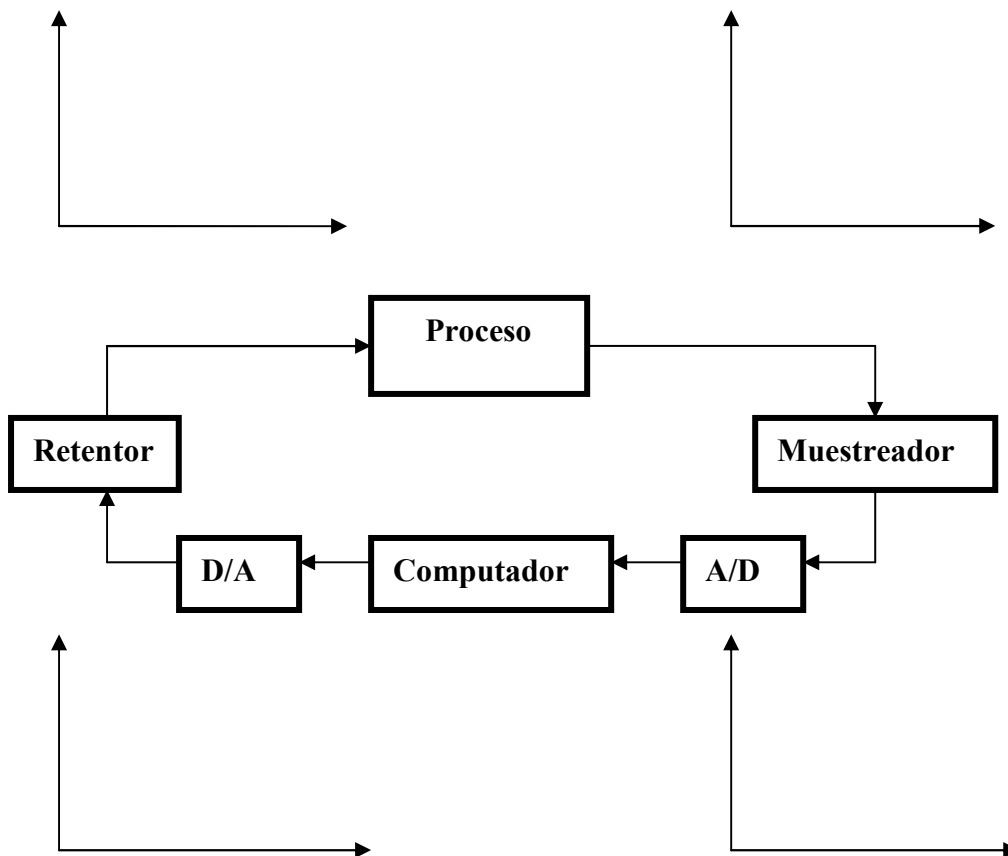 Proceso
Retentor
Muestreador
D/A
Computador
A/D